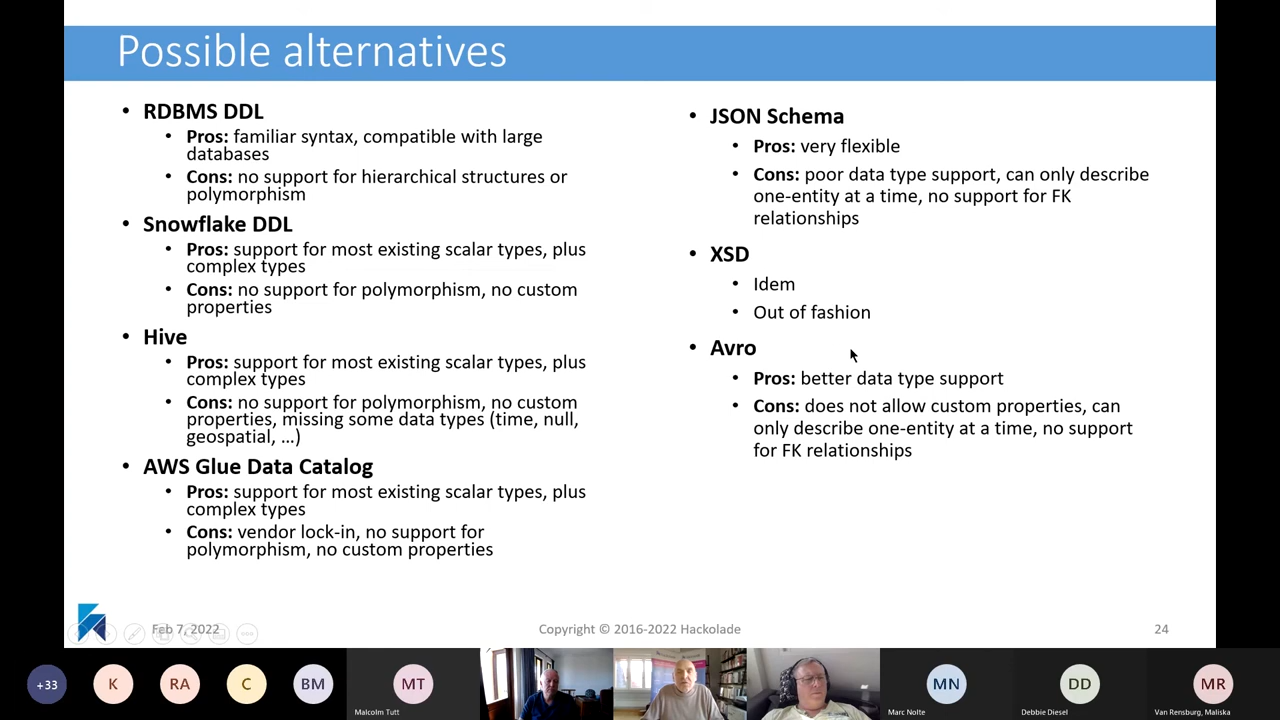 Possible alternatives
• RDBMS DDL
• Pros: familiar syntax, compatible with large
databases
• Cons: no support for hierarchical structures or
polymorphism
• Snowflake DDL
• Pros: support for most existing scalar types, plus
complex types
• Cons: no support for polymorphism, no custom
properties
• Hive
• Pros: support for most existing scalar types, plus
complex types
• Cons: no support for polymorphism, no custom
properties, missing some data types (time, null,
geospatial, …)
• AWS Glue Data Catalog
• Pros: support for most existing scalar types, plus
complex types
• Cons: vendor lock-in, no support for
polymorphism, no custom properties
• JSON Schema
• Pros: very flexible
• Cons: poor data type support, can only describe
one-entity at a time, no support for FK
relationships
• XSD
• Idem
• Out of fashion
• Avro
• Pros: better data type support
• Cons: does not allow custom properties, can
only describe one-entity at a time, no support
for FK relationships
Feb 7, 2022
Copyright © 2016-2022 Hackolade
24
+33
K
RA
C
BM
MT
Malcolm Tutt
MN
Marc Nolte
DD
Debbie Diesel
MR
Van Rensburg, Maliska